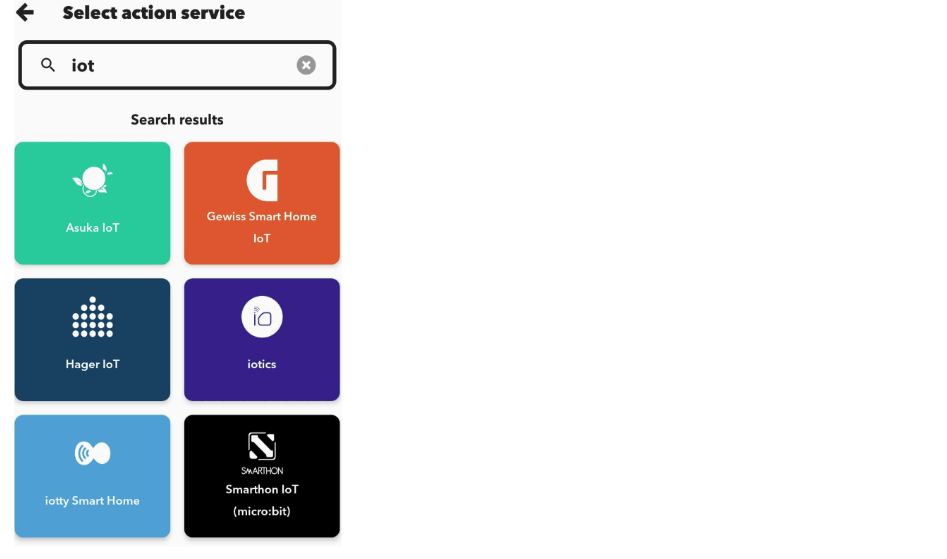 Select action service
iot
Search results
Asuka IoT
Gewiss Smart Home
IoT
Hager IoT
iotics
iotty Smart Home
SMARTHON
Smarthon IoT
(micro:bit)